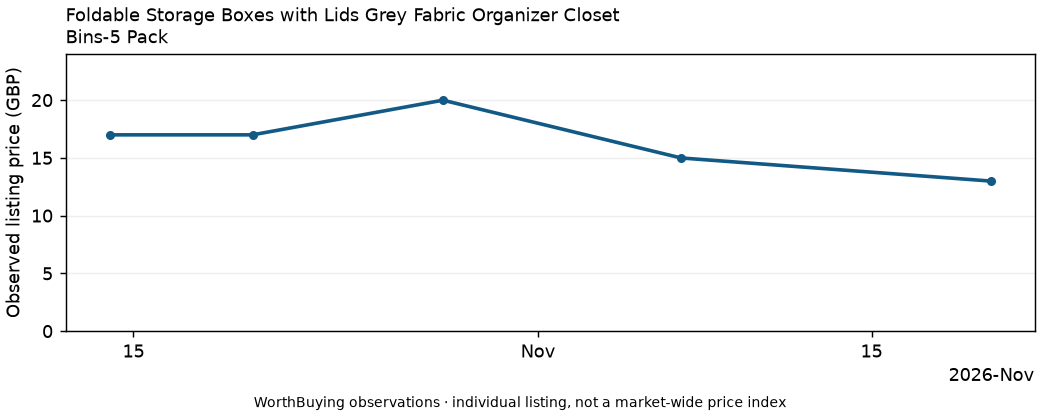 Foldable Storage Boxes with Lids Grey Fabric Organizer Closet
Bins-5 Pack
Observed listing price (GBP)
20
15
10
5
0
15
Nov
15
2026-Nov
WorthBuying observations · individual listing, not a market-wide price index